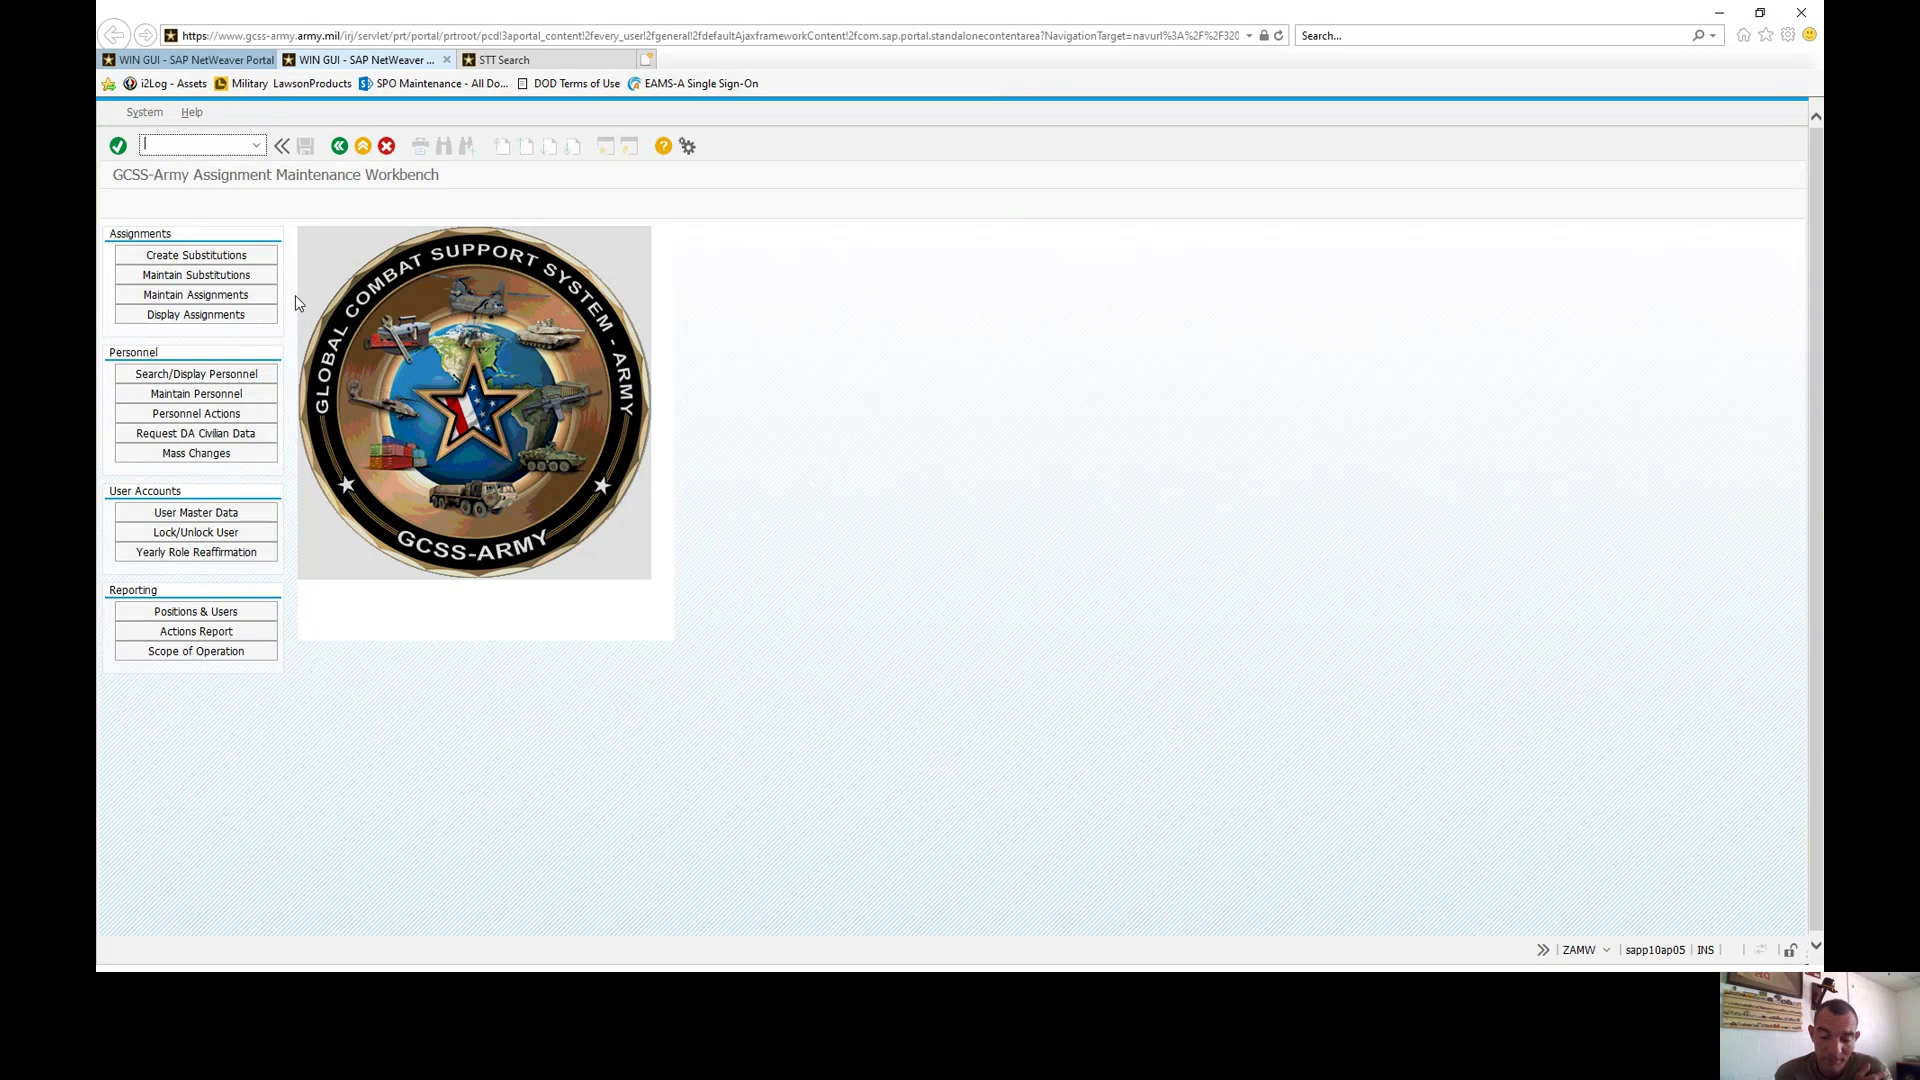 https://www.gcss-army.army.mil/irj/servlet/prt/portal/prtroot/pcd!3aportal_content!2fevery_user!2fgeneral!2fdefaultAjaxframeworkContent!2fcom.sap.portal.standalonecontentarea?NavigationTarget=navurl%3A%2F%2F320
Search...
WIN GUI - SAP NetWeaver Portal
WIN GUI - SAP NetWeaver ...
STT Search
i2Log - Assets
Military LawsonProducts
SPO Maintenance - All Do...
DOD Terms of Use
EAMS-A Single Sign-On
System
Help
GCSS-Army Assignment Maintenance Workbench
Assignments
Create Substitutions
Maintain Substitutions
Maintain Assignments
Display Assignments
Personnel
Search/Display Personnel
Maintain Personnel
Personnel Actions
Request DA Civilian Data
Mass Changes
User Accounts
User Master Data
Lock/Unlock User
Yearly Role Reaffirmation
Reporting
Positions & Users
Actions Report
Scope of Operation
GLOBAL COMBAT SUPPORT SYSTEM - ARMY
GCSS-ARMY
ZAMW
sapp10ap05
INS